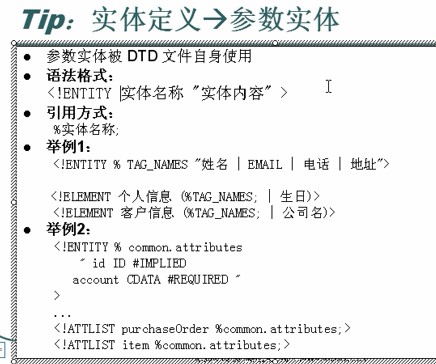 Tip：实体定义→参数实体
● 参数实体被 DTD 文件自身使用
● 语法格式：
<!ENTITY 实体名称 "实体内容" >
● 引用方式：
%实体名称;
● 举例1：
<!ENTITY % TAG_NAMES "姓名 | EMAIL | 电话 | 地址">
<!ELEMENT 个人信息 (%TAG_NAMES; | 生日)>
<!ELEMENT 客户信息 (%TAG_NAMES; | 公司名)>
● 举例2：
<!ENTITY % common.attributes
" id ID #IMPLIED
account CDATA #REQUIRED "
>
...
<!ATTLIST purchaseOrder %common.attributes;>
<!ATTLIST item %common.attributes;>